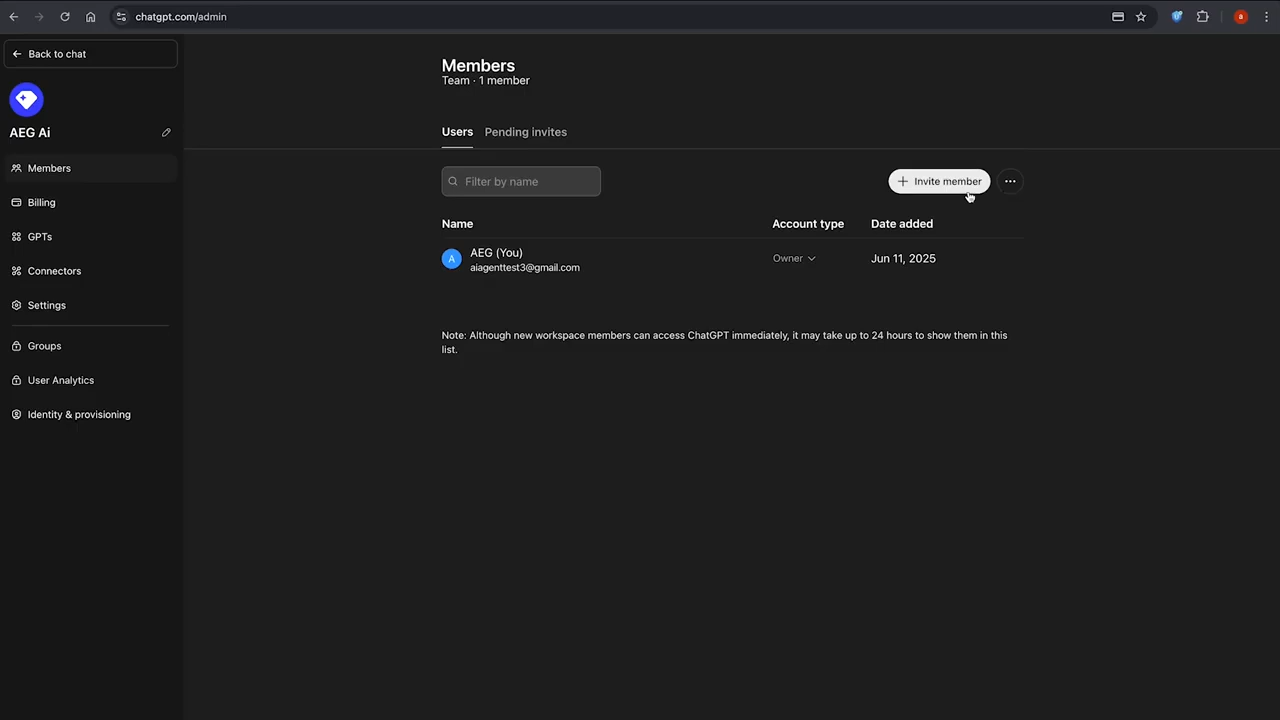 chatgpt.com/admin
a
Back to chat
AEG Ai
Members
Billing
GPTs
Connectors
Settings
Groups
User Analytics
Identity & provisioning
Members
Team · 1 member
Users Pending invites
Filter by name
+ Invite member
Name Account type Date added
A
AEG (You)
aiagenttest3@gmail.com
Owner
Jun 11, 2025
Note: Although new workspace members can access ChatGPT immediately, it may take up to 24 hours to show them in this
list.